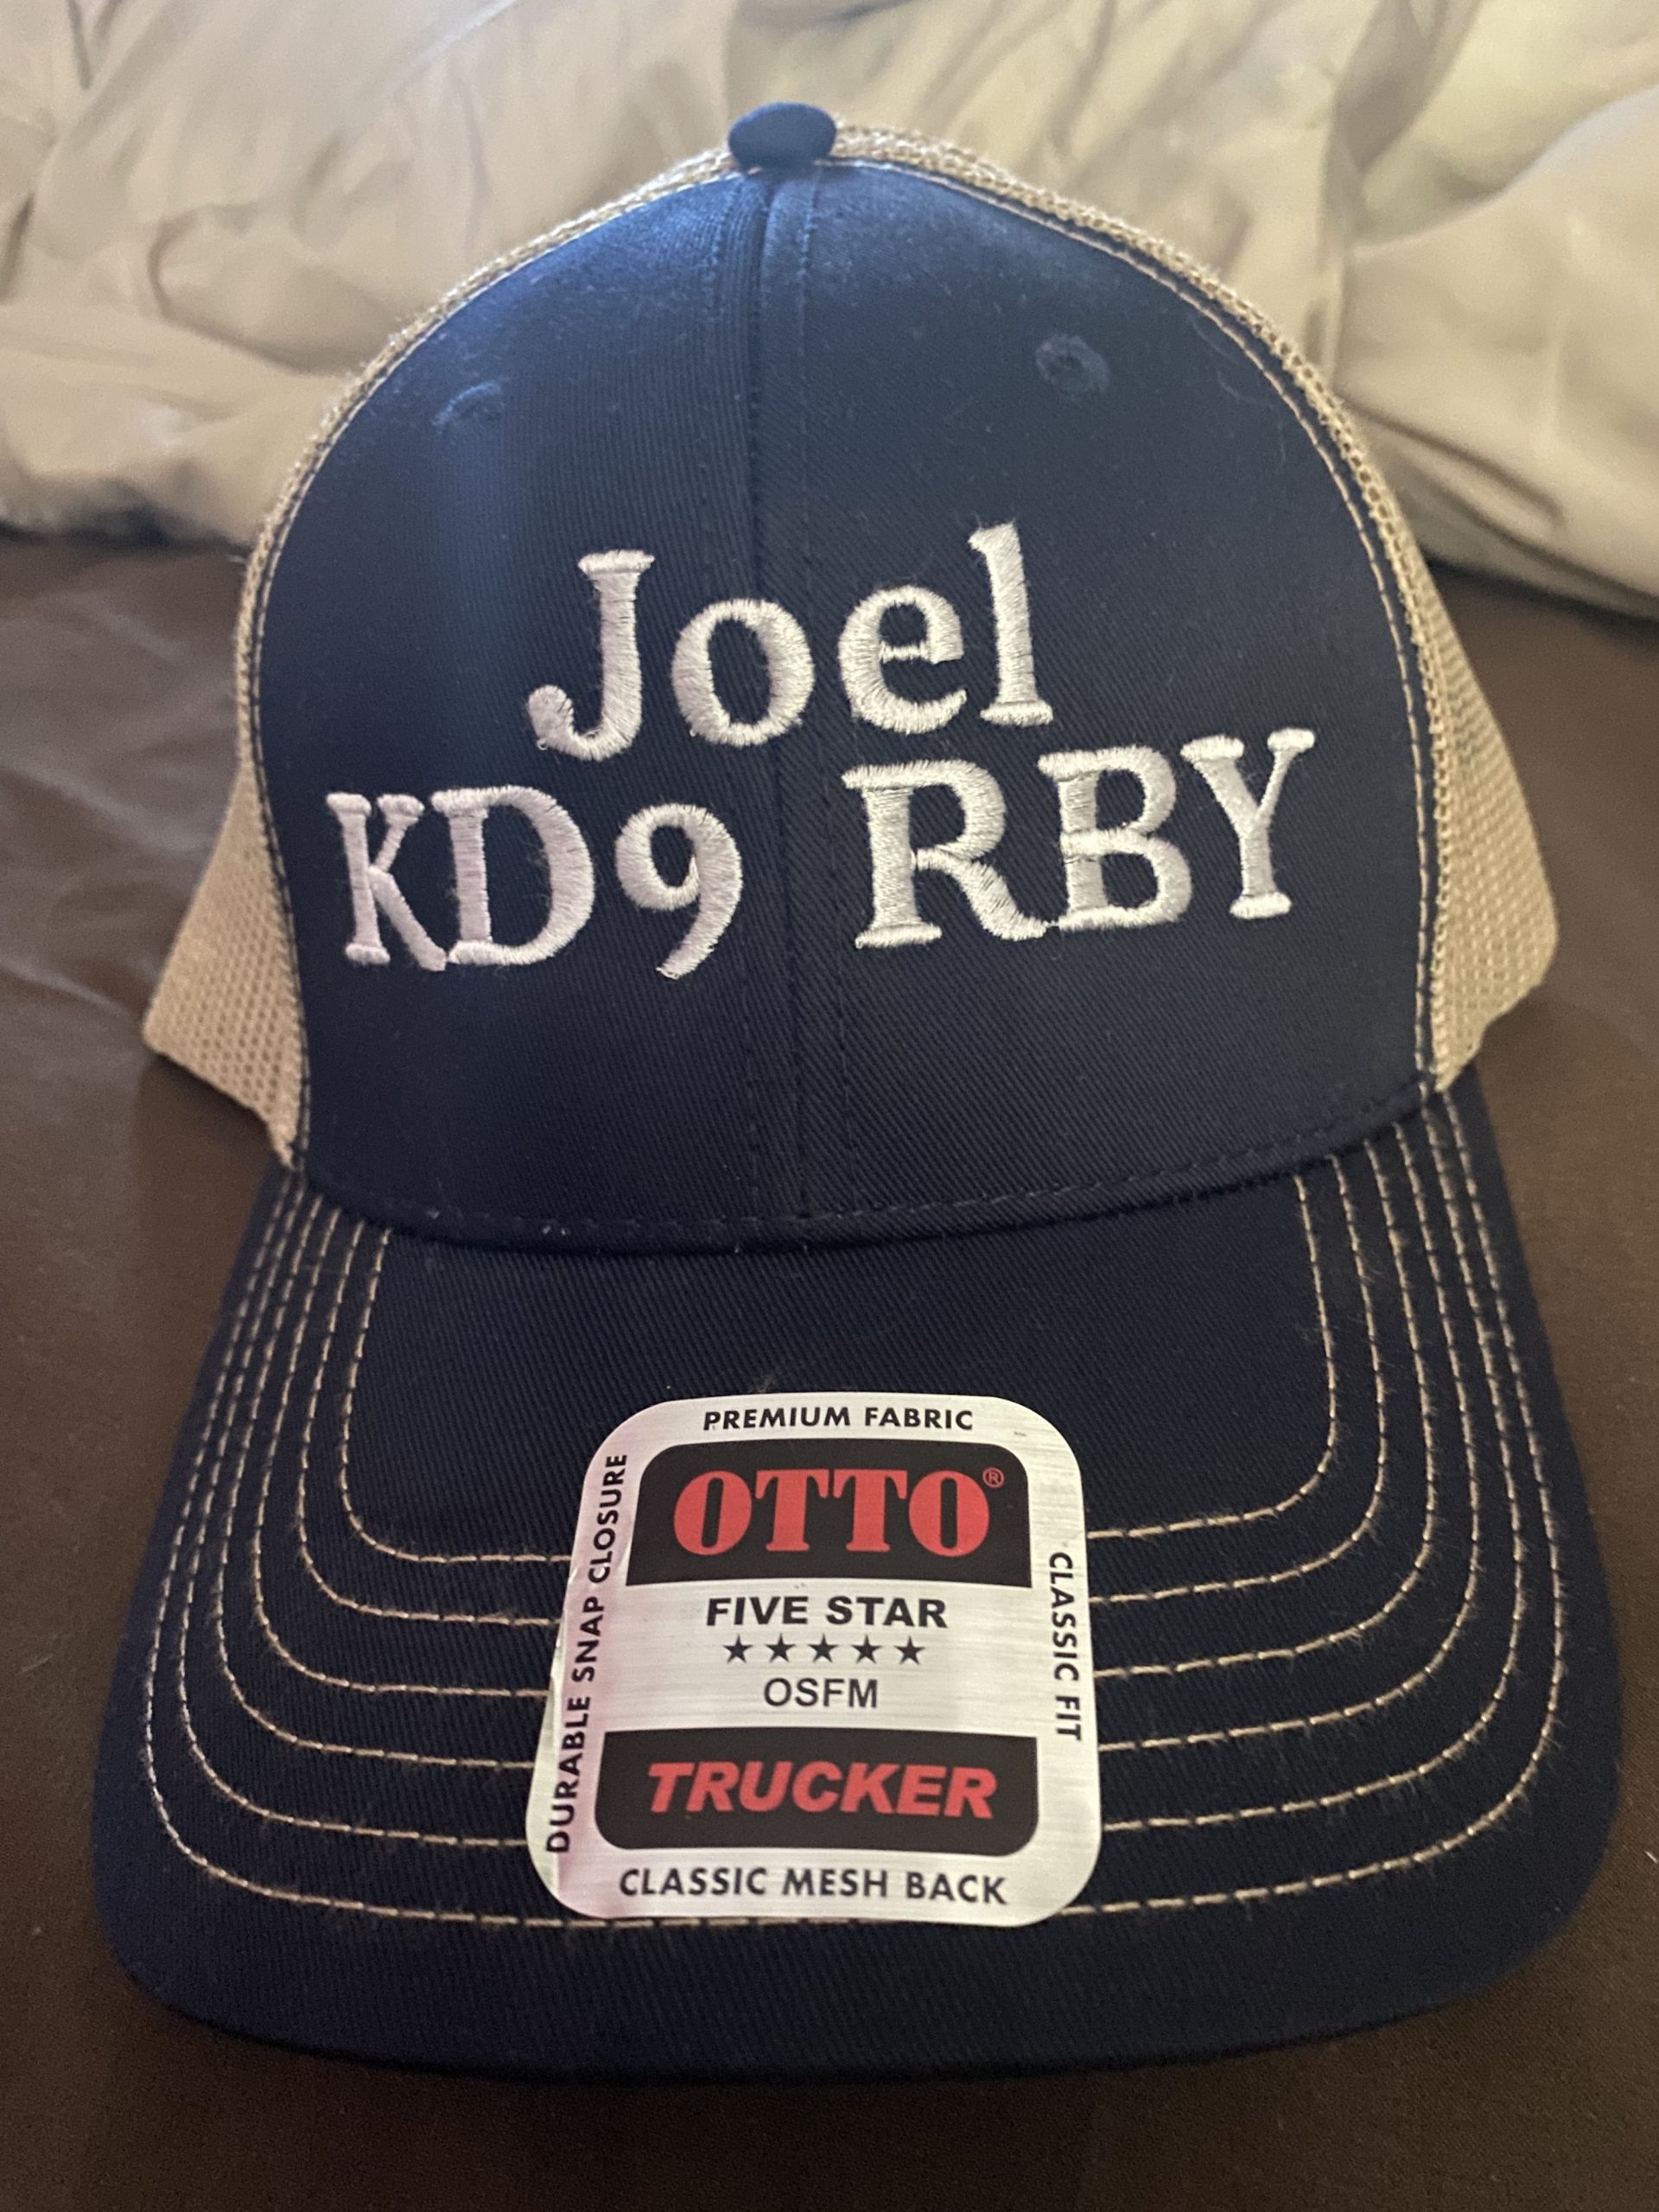 Joel
KD9 RBY
PREMIUM FABRIC
OTTO®
FIVE STAR
★★★★★
OSFM
TRUCKER
CLASSIC MESH BACK
DURABLE SNAP CLOSURE
CLASSIC FIT